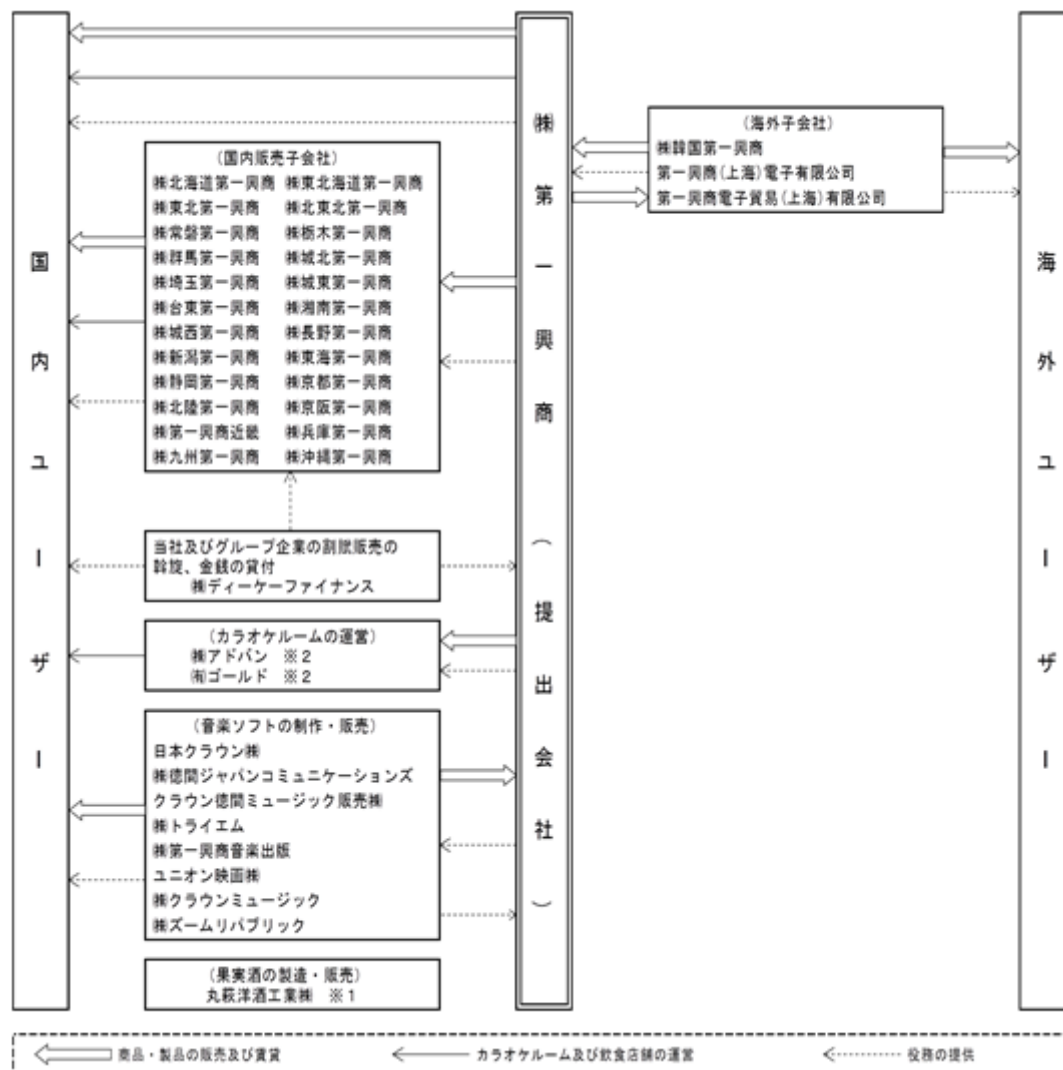 国内ユーザー
(国内販売子会社)
㈱北海道第一興商 ㈱東北海道第一興商
㈱東北第一興商 ㈱北東北第一興商
㈱常磐第一興商 ㈱栃木第一興商
㈱群馬第一興商 ㈱城北第一興商
㈱埼玉第一興商 ㈱城東第一興商
㈱台東第一興商 ㈱湘南第一興商
㈱城西第一興商 ㈱長野第一興商
㈱新潟第一興商 ㈱東海第一興商
㈱静岡第一興商 ㈱京都第一興商
㈱北陸第一興商 ㈱京阪第一興商
㈱第一興商近畿 ㈱兵庫第一興商
㈱九州第一興商 ㈱沖縄第一興商
当社及びグループ企業の割賦販売の
斡旋、金銭の貸付
㈱ディーケーファイナンス
(カラオケルームの運営)
㈱アドバン ※2
㈲ゴールド ※2
(音楽ソフトの制作・販売)
日本クラウン㈱
㈱徳間ジャパンコミュニケーションズ
クラウン徳間ミュージック販売㈱
㈱トライエム
㈱第一興商音楽出版
ユニオン映画㈱
㈱クラウンミュージック
㈱ズームリパブリック
(果実酒の製造・販売)
丸萩洋酒工業㈱ ※1
㈱第一興商(提出会社)
(海外子会社)
㈱韓国第一興商
第一興商(上海)電子有限公司
第一興商電子貿易(上海)有限公司
海外ユーザー
商品・製品の販売及び賃貸 カラオケルーム及び飲食店舗の運営 役務の提供